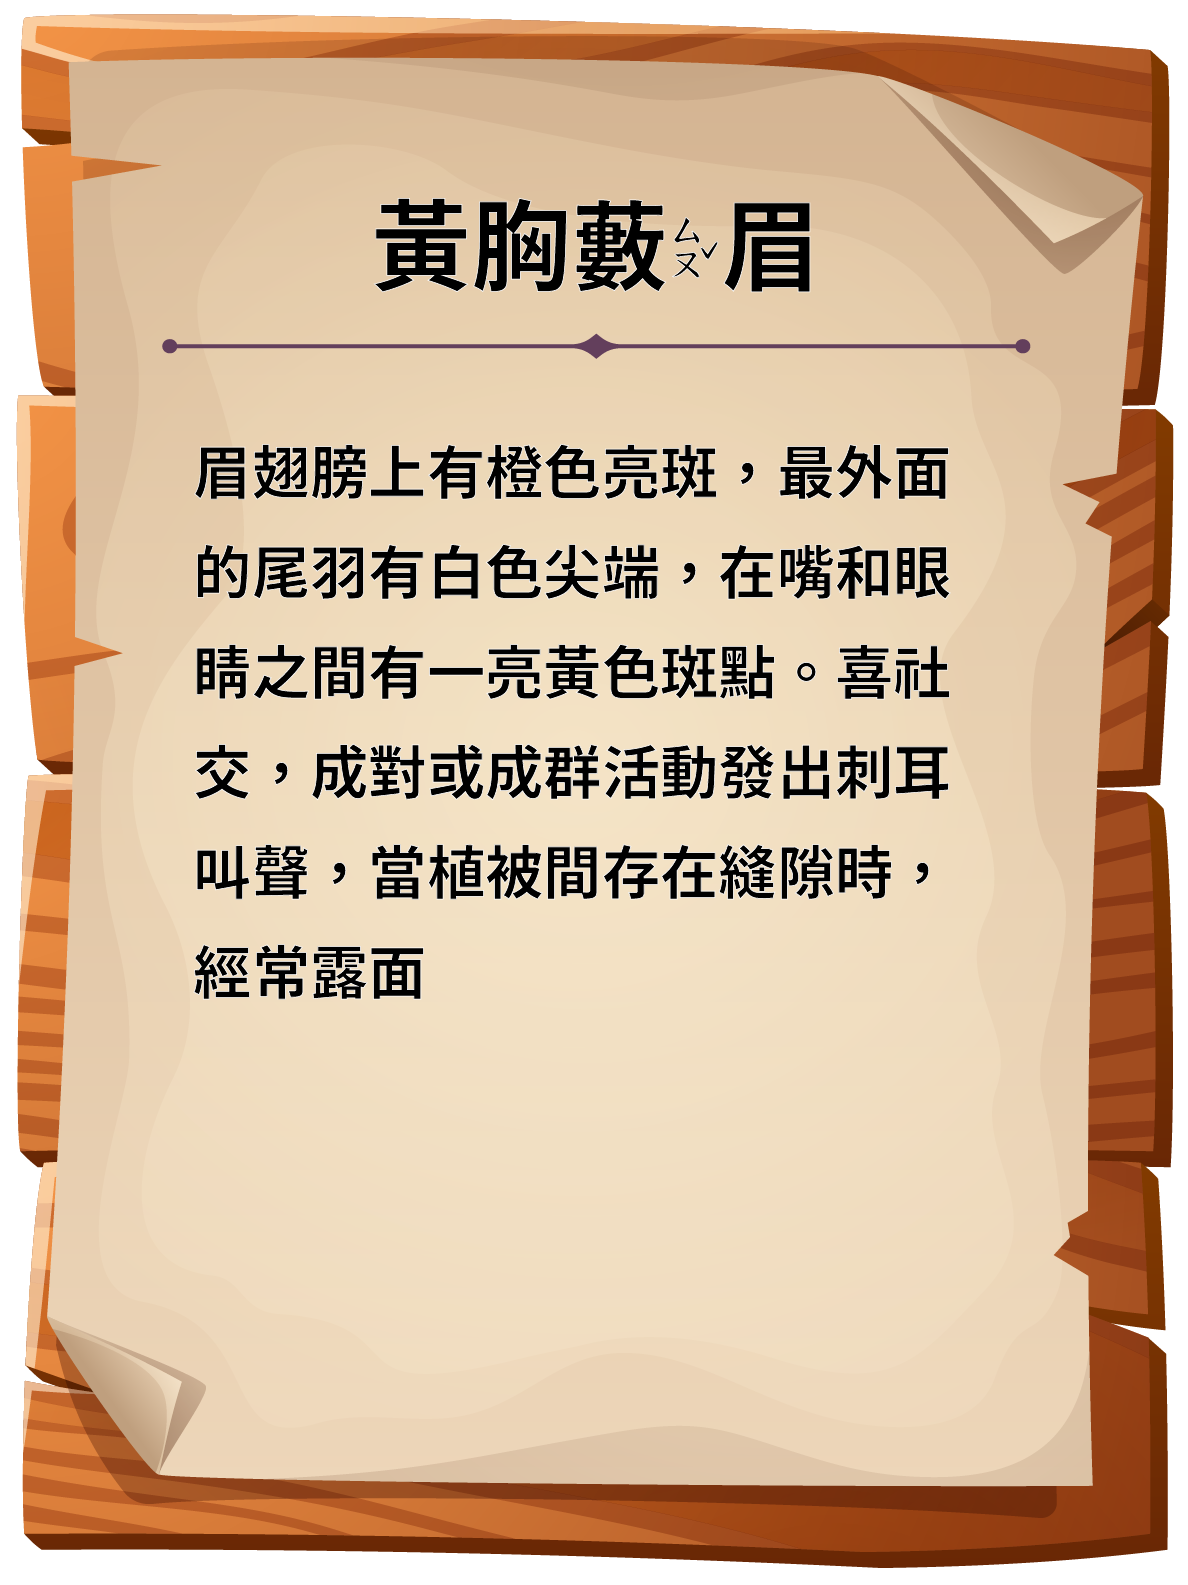 黃胸藪ㄙㄡˇ眉
眉翅膀上有橙色亮斑，最外面
的尾羽有白色尖端，在嘴和眼
睛之間有一亮黃色斑點。喜社
交，成對或成群活動發出刺耳
叫聲，當植被間存在縫隙時，
經常露面